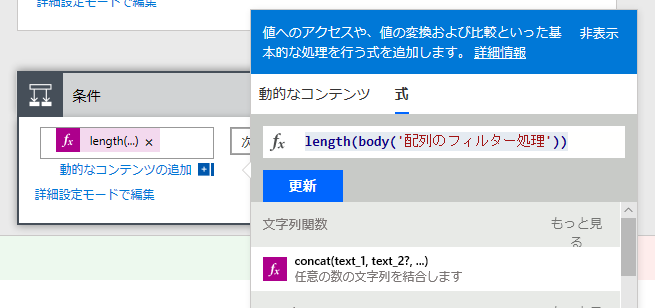 詳細設定モードで編集
値へのアクセスや、値の変換および比較といった基
本的な処理を行う式を追加します。 詳細情報
非表示
条件
fx length(...) ×
次
動的なコンテンツの追加
詳細設定モードで編集
動的なコンテンツ 式
fx length(body('配列のフィルター処理'))
更新
文字列関数 もっと見
る
fx concat(text_1, text_2?, ...)
任意の数の文字列を結合します